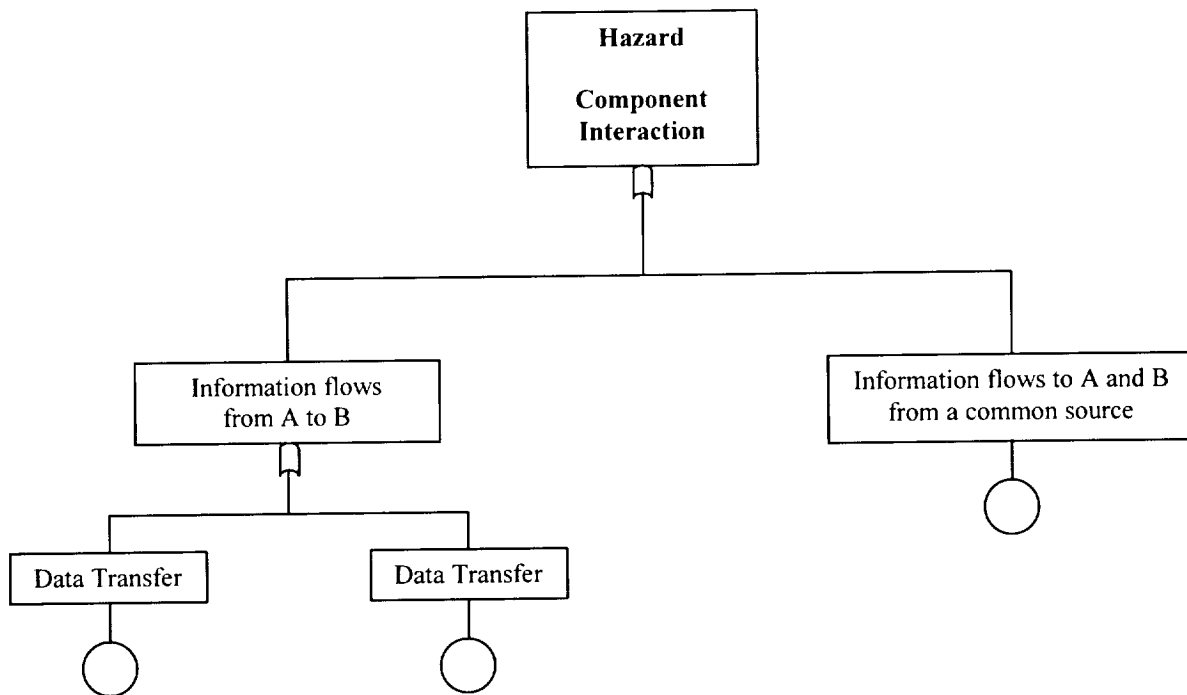 Hazard
Component
Interaction
Information flows
from A to B
Information flows to A and B
from a common source
Data Transfer
Data Transfer